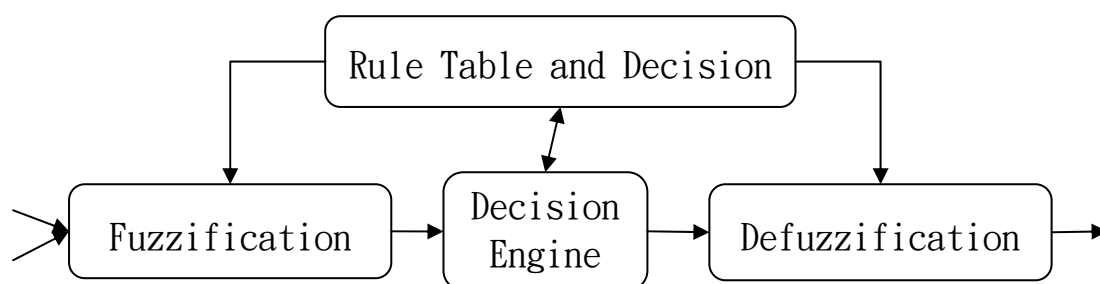 Rule Table and Decision
Fuzzification
Decision
Engine
Defuzzification